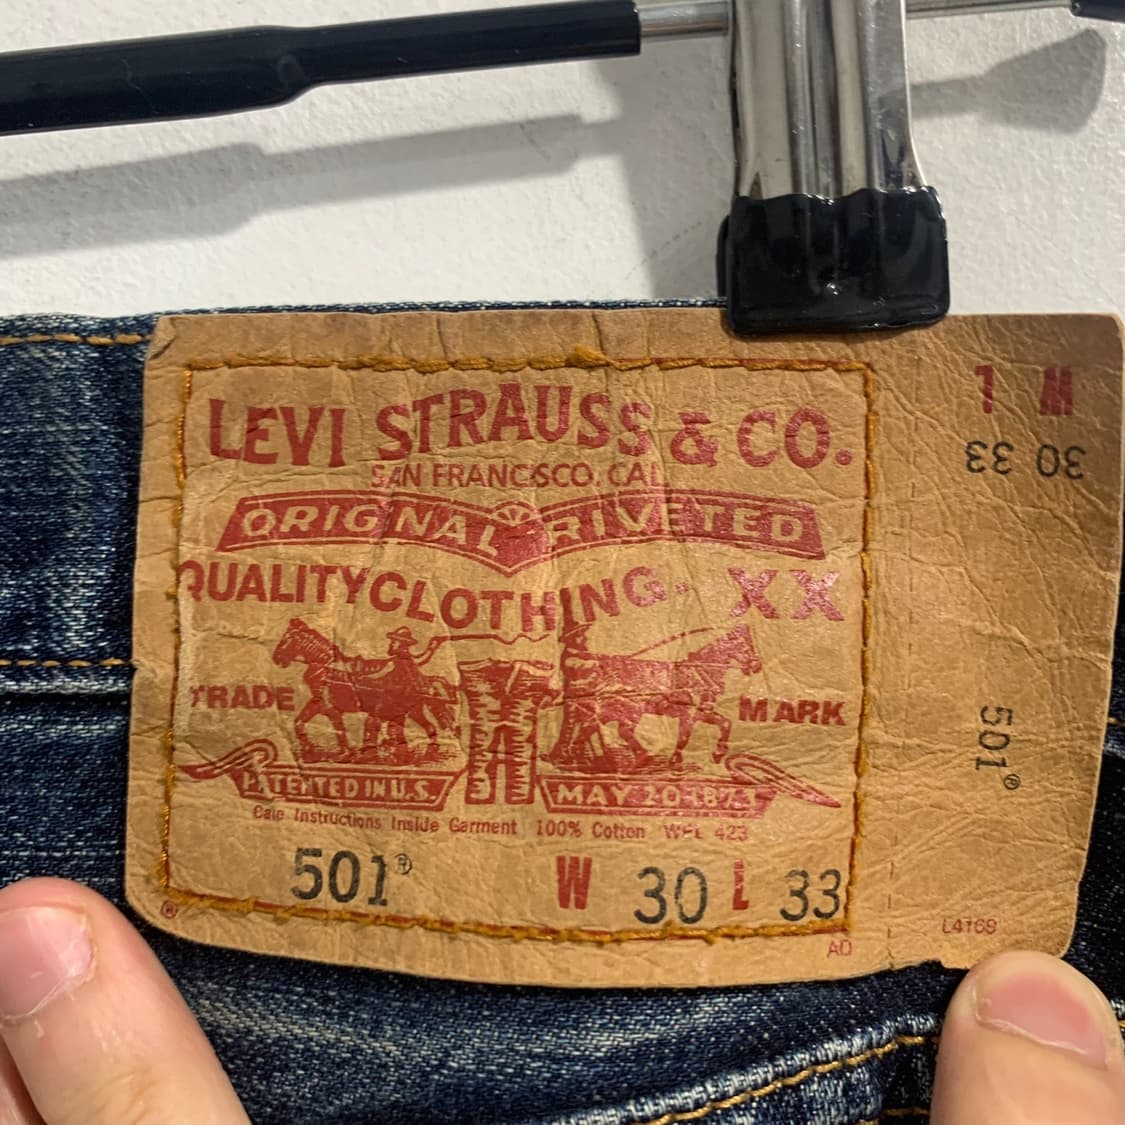 LEVI STRAUSS & CO.
SAN FRANCISCO. CAL
ORIGINAL RIVETED
QUALITY CLOTHING. XX
TRADE MARK
PATENTED IN U.S. MAY 20 1873
Care Instructions Inside Garment 100% Cotton WPL 423
501® W 30 L 33
®
AD
W L
30 33
501®
L4169